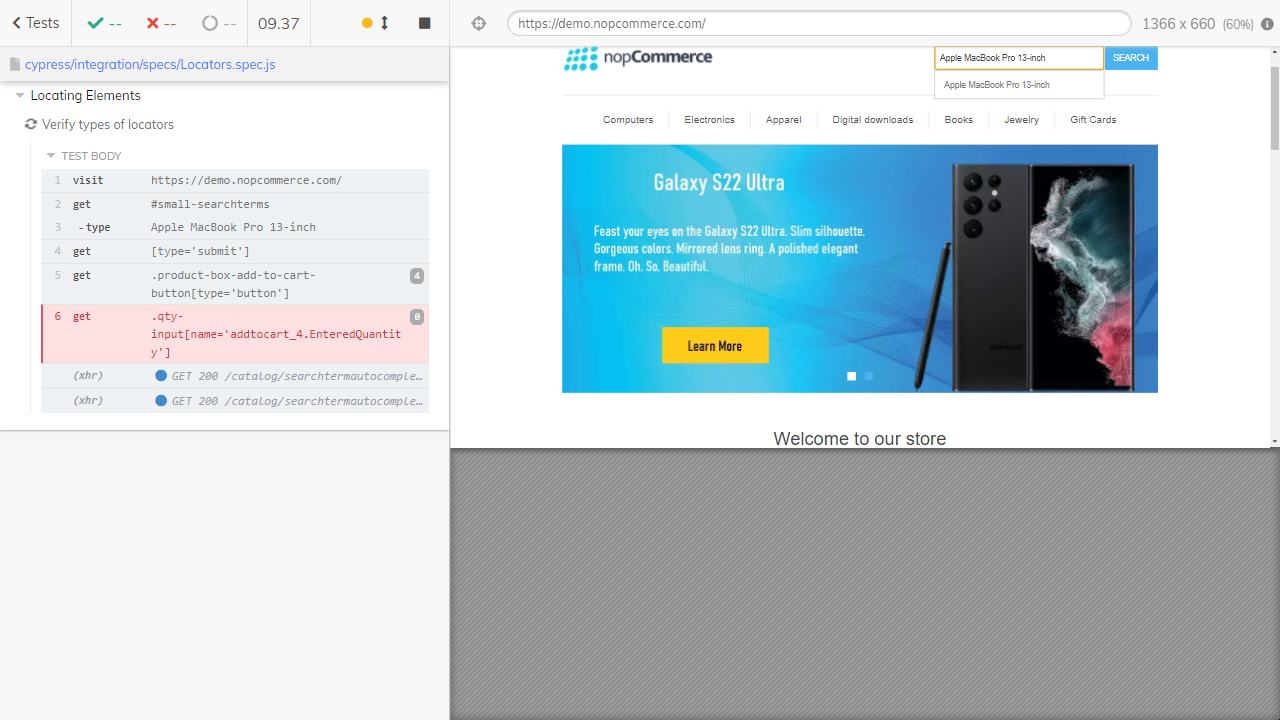 Tests
--
--
--
09.37
https://demo.nopcommerce.com/
1366 x 660 (60%)
cypress/integration/specs/Locators.spec.js
Locating Elements
Verify types of locators
TEST BODY
1 visit https://demo.nopcommerce.com/
2 get #small-searchterms
3 -type Apple MacBook Pro 13-inch
4 get [type='submit']
5 get .product-box-add-to-cart-
button[type='button'] 4
6 get .qty-
input[name='addtocart_4.EnteredQuantit
y'] 0
(xhr) GET 200 /catalog/searchtermautocomple…
(xhr) GET 200 /catalog/searchtermautocomple…
nopCommerce
Apple MacBook Pro 13-inch
SEARCH
Apple MacBook Pro 13-inch
Computers Electronics Apparel Digital downloads Books Jewelry Gift Cards
Galaxy S22 Ultra
Feast your eyes on the Galaxy S22 Ultra. Slim silhouette.
Gorgeous colors. Mirrored lens ring. A polished elegant
frame. Oh. So. Beautiful.
Learn More
SAMSUNG
Welcome to our store